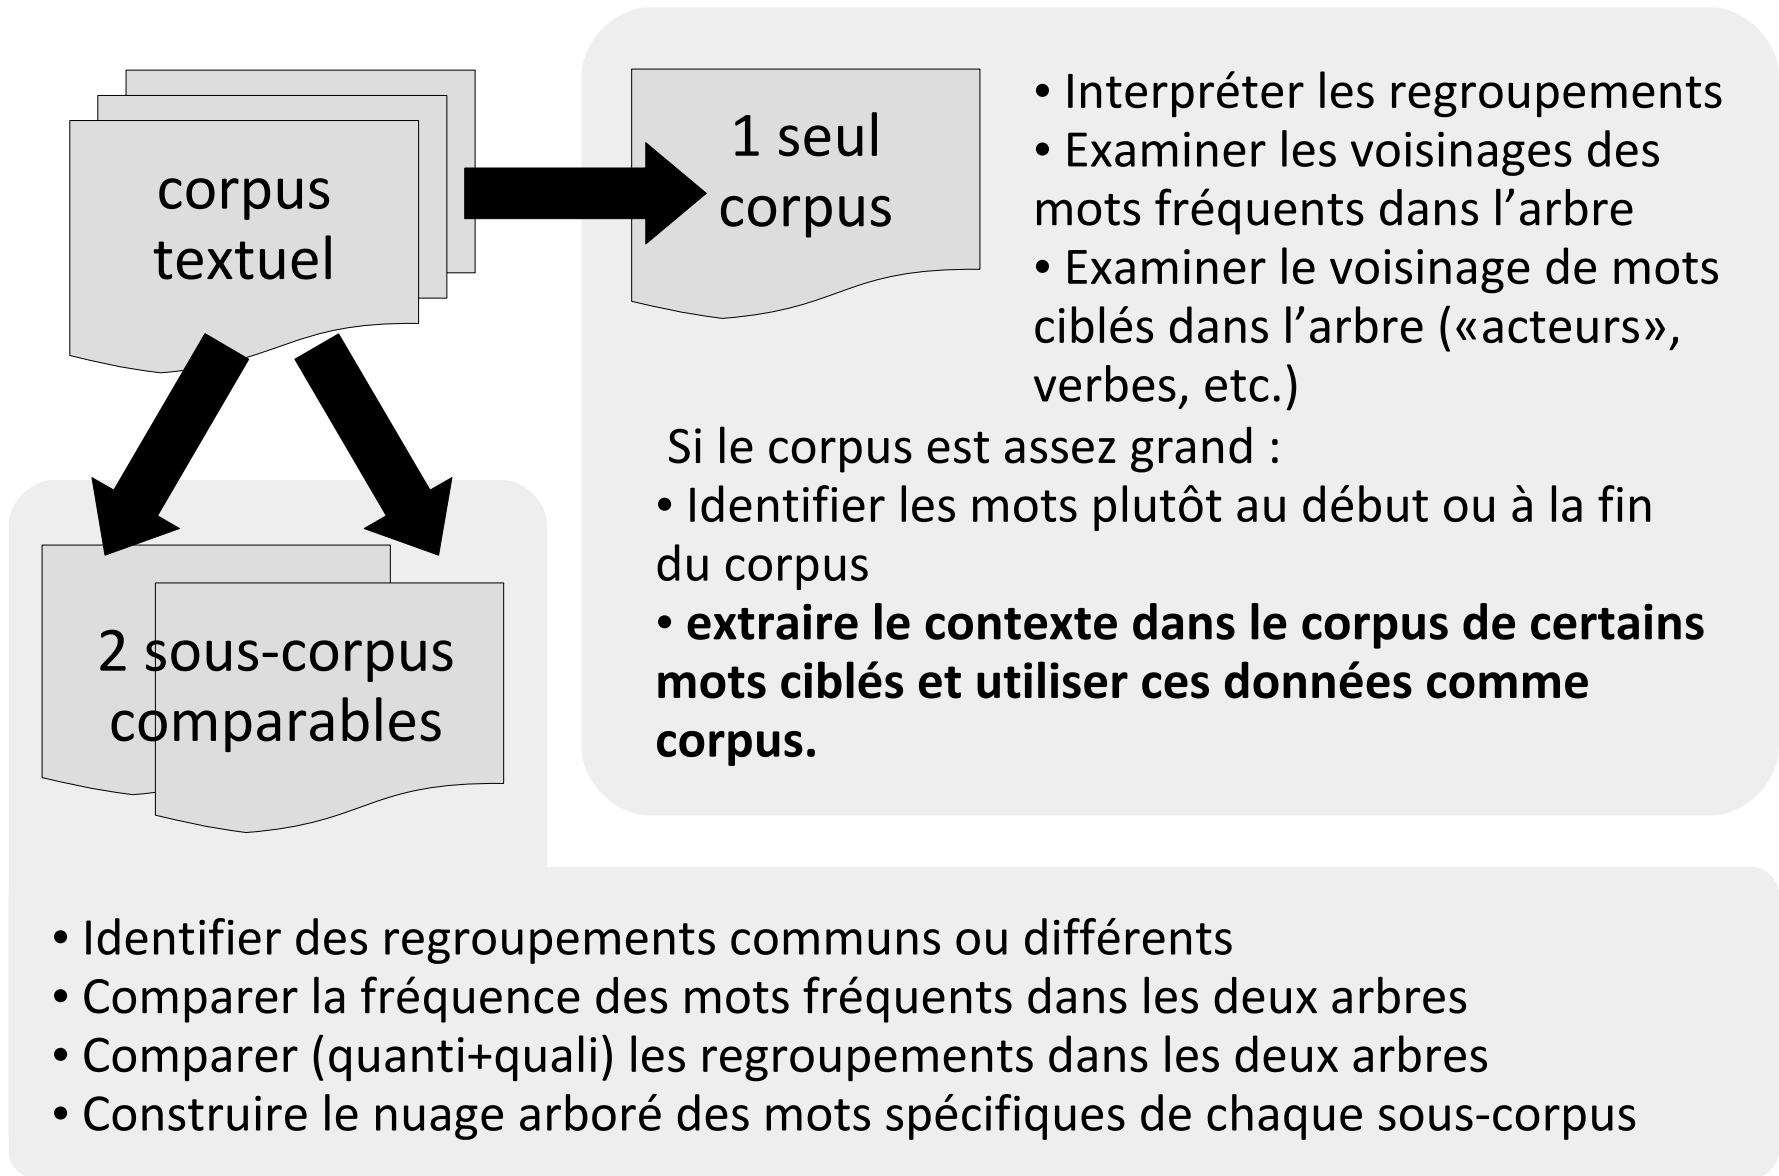 corpus
textuel
1 seul
corpus
• Interpréter les regroupements
• Examiner les voisinages des
mots fréquents dans l’arbre
• Examiner le voisinage de mots
ciblés dans l’arbre («acteurs»,
verbes, etc.)
Si le corpus est assez grand :
• Identifier les mots plutôt au début ou à la fin
du corpus
• extraire le contexte dans le corpus de certains
mots ciblés et utiliser ces données comme
corpus.
2 sous-corpus
comparables
• Identifier des regroupements communs ou différents
• Comparer la fréquence des mots fréquents dans les deux arbres
• Comparer (quanti+quali) les regroupements dans les deux arbres
• Construire le nuage arboré des mots spécifiques de chaque sous-corpus